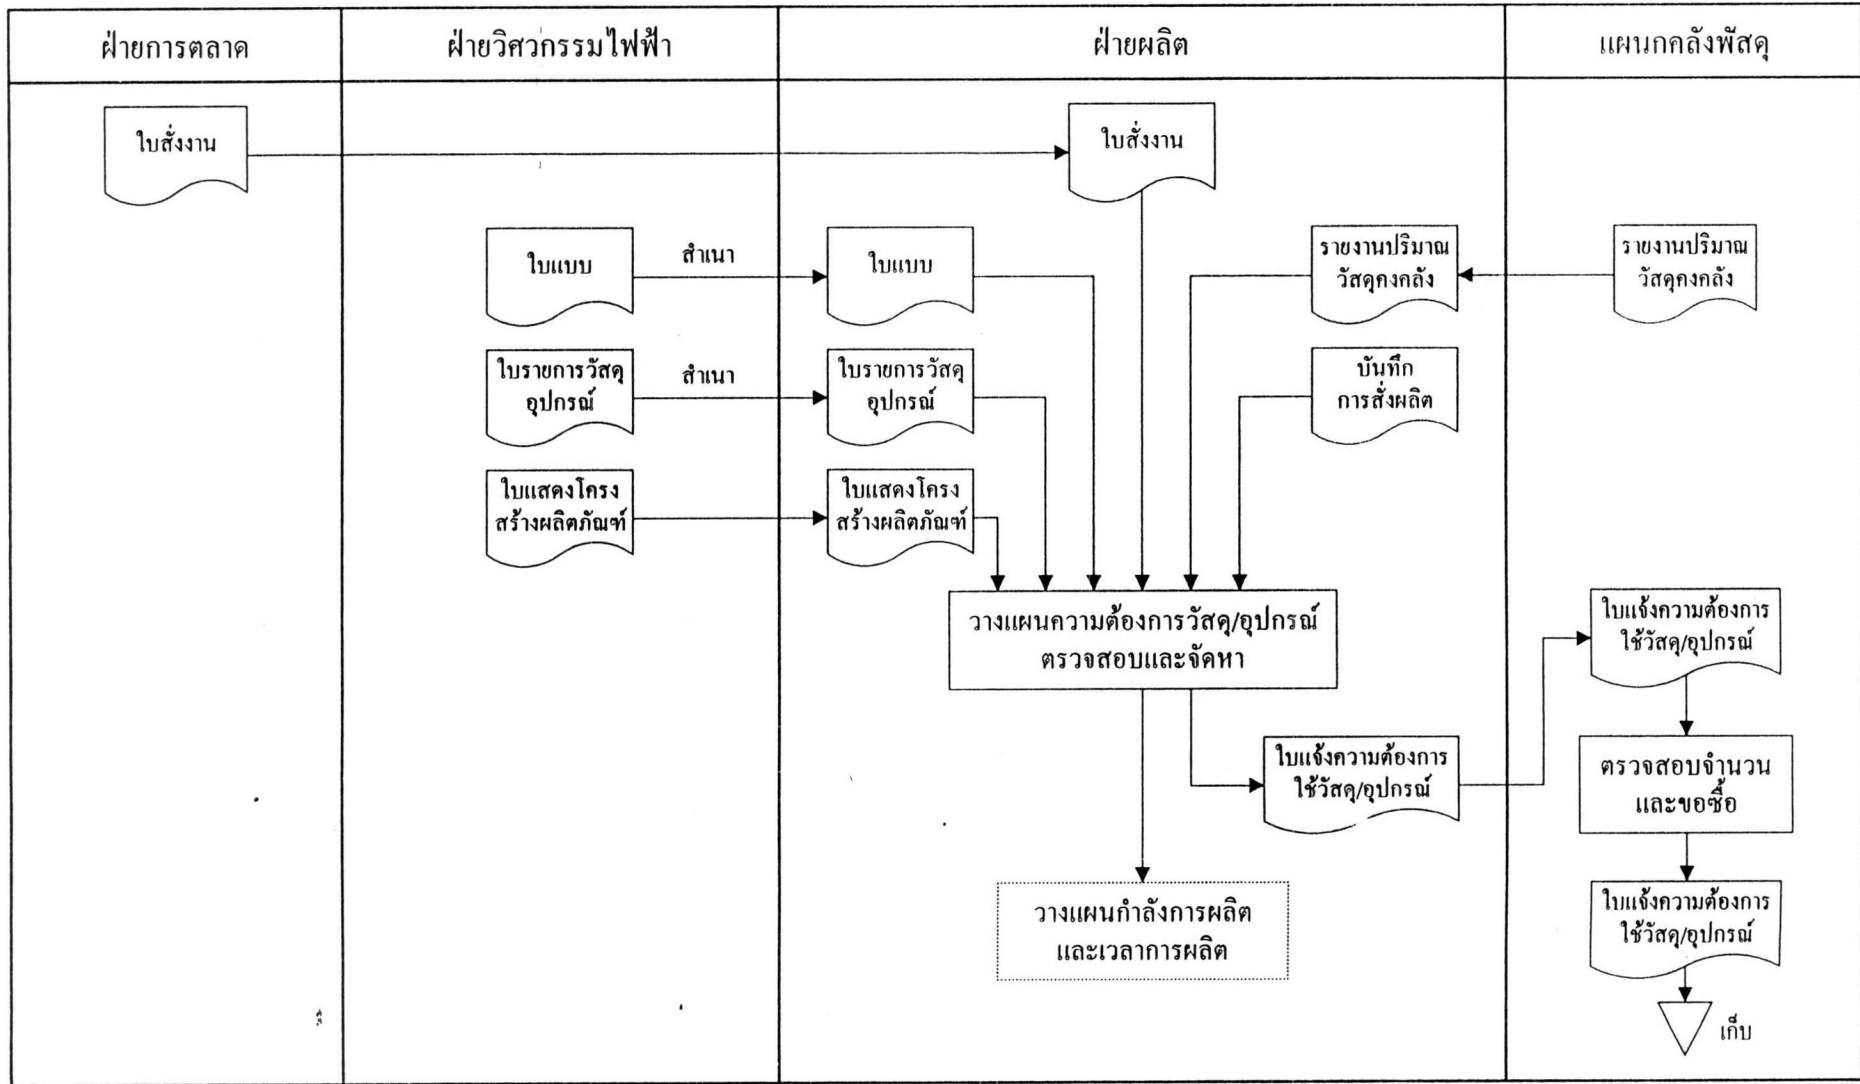 ฝ่ายการตลาด
ฝ่ายวิศวกรรมไฟฟ้า
ฝ่ายผลิต
แผนกคลังพัสดุ
ใบสั่งงาน
ใบสั่งงาน
ใบแบบ
สำเนา
ใบแบบ
รายงานปริมาณ
วัสดุคงคลัง
รายงานปริมาณ
วัสดุคงคลัง
ใบรายการวัสดุ
อุปกรณ์
สำเนา
ใบรายการวัสดุ
อุปกรณ์
บันทึก
การสั่งผลิต
ใบแสดงโครง
สร้างผลิตภัณฑ์
ใบแสดงโครง
สร้างผลิตภัณฑ์
วางแผนความต้องการวัสดุ/อุปกรณ์
ตรวจสอบและจัดหา
ใบแจ้งความต้องการ
ใช้วัสดุ/อุปกรณ์
ใบแจ้งความต้องการ
ใช้วัสดุ/อุปกรณ์
ตรวจสอบจำนวน
และขอซื้อ
วางแผนกำลังการผลิต
และเวลาการผลิต
ใบแจ้งความต้องการ
ใช้วัสดุ/อุปกรณ์
เก็บ